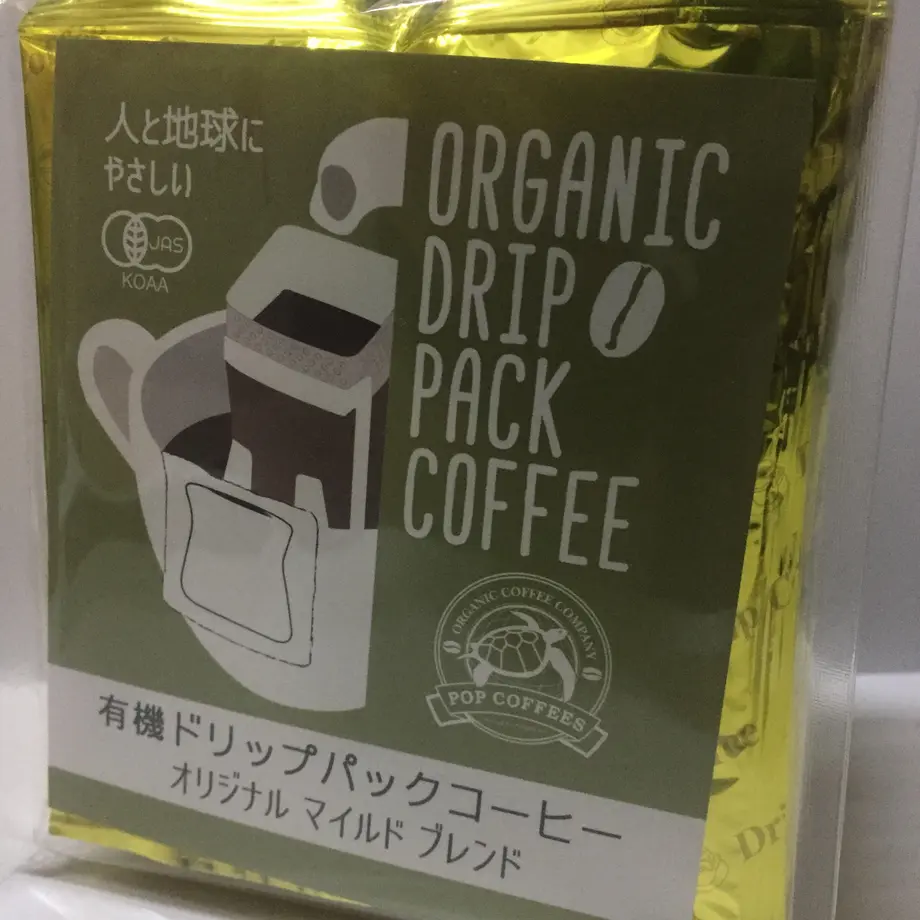 人と地球に
やさしい
JAS
KOAA
ORGANIC
DRIP
PACK
COFFEE
ORGANIC COFFEE COMPANY
POP COFFEES
有機ドリップパックコーヒー
オリジナル マイルド ブレンド
Dri